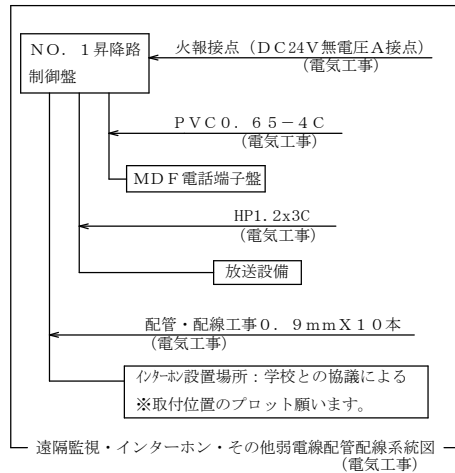 NO.1昇降路
制御盤
火報接点(DC24V無電圧A接点)
(電気工事)
PVC0.65-4C
(電気工事)
MDF電話端子盤
HP1.2x3C
(電気工事)
放送設備
配管・配線工事0.9mmX10本
(電気工事)
インターホン設置場所:学校との協議による
※取付位置のプロット願います。
遠隔監視・インターホン・その他弱電線配管配線系統図
(電気工事)